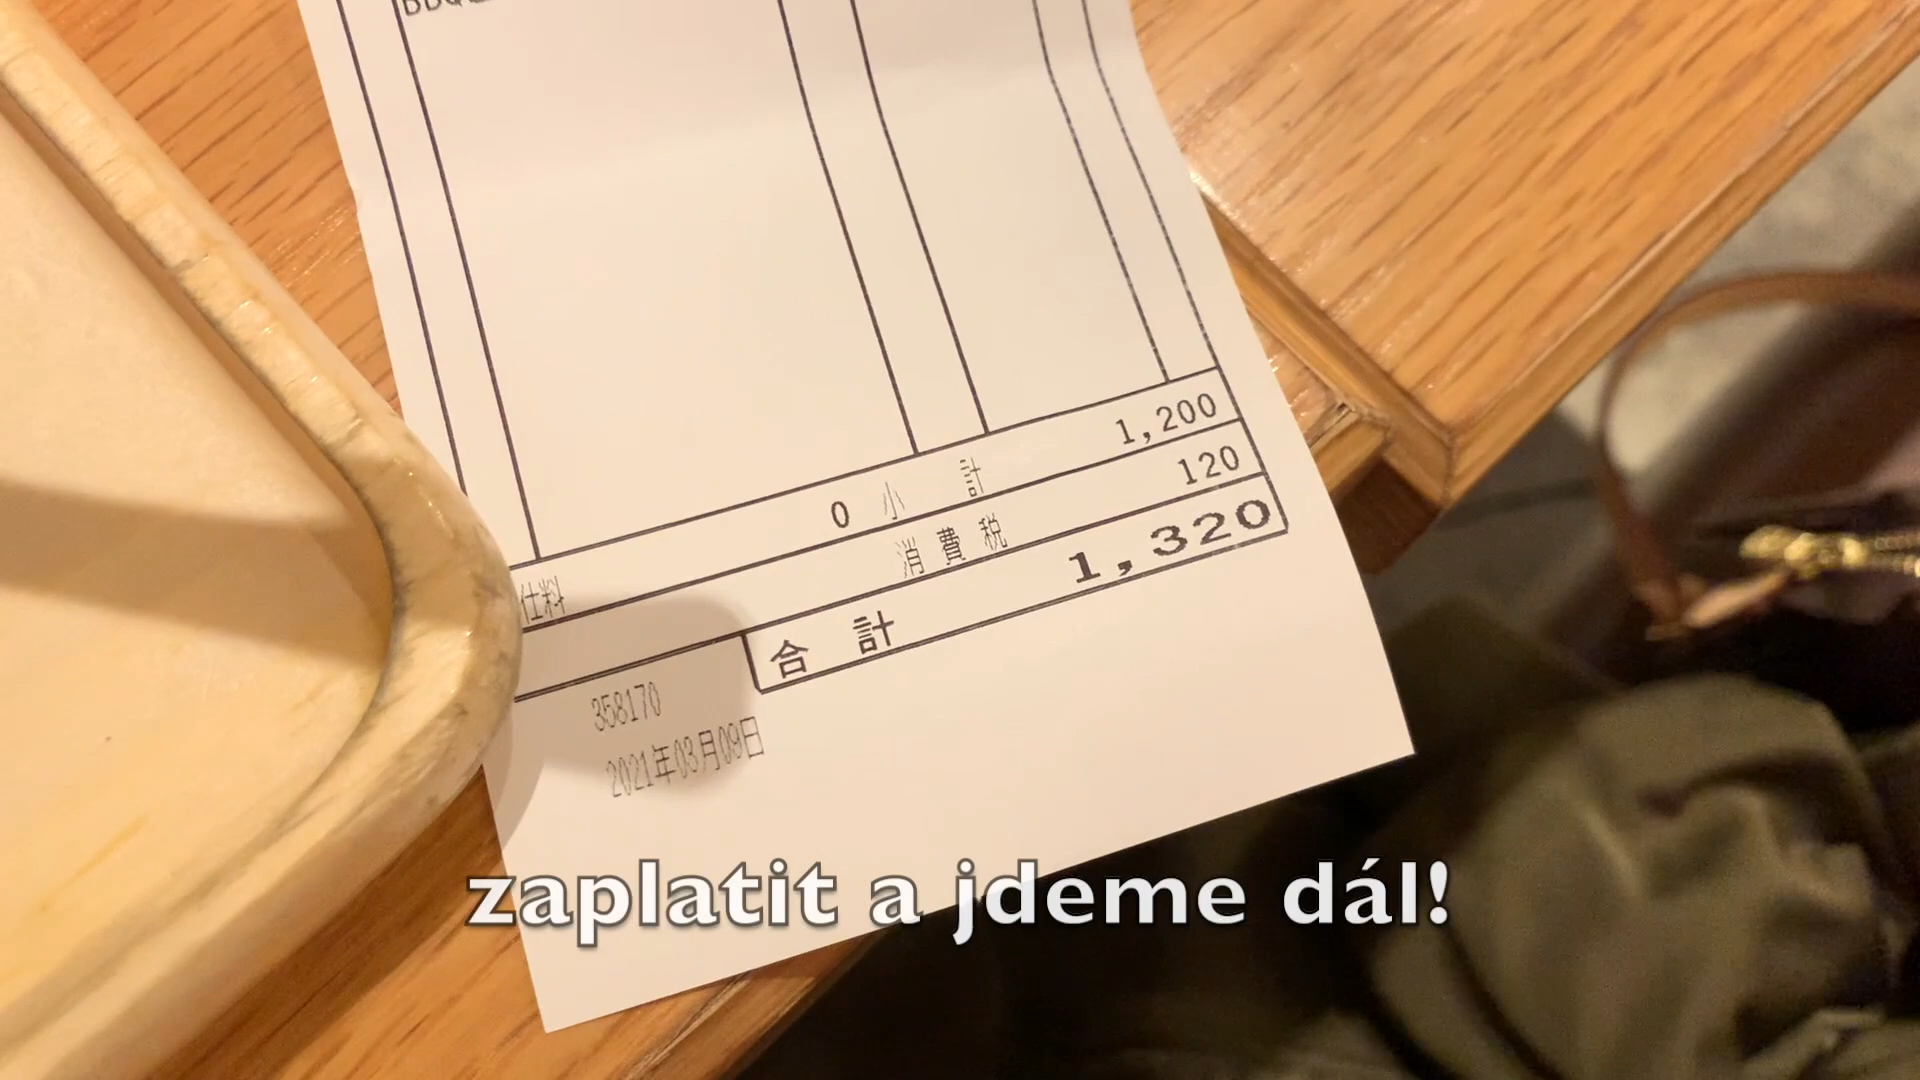 0 小計 1,200
仕料
消費税 120
合計 1,320
358170
2021年03月09日
zaplatit a jdeme dál!